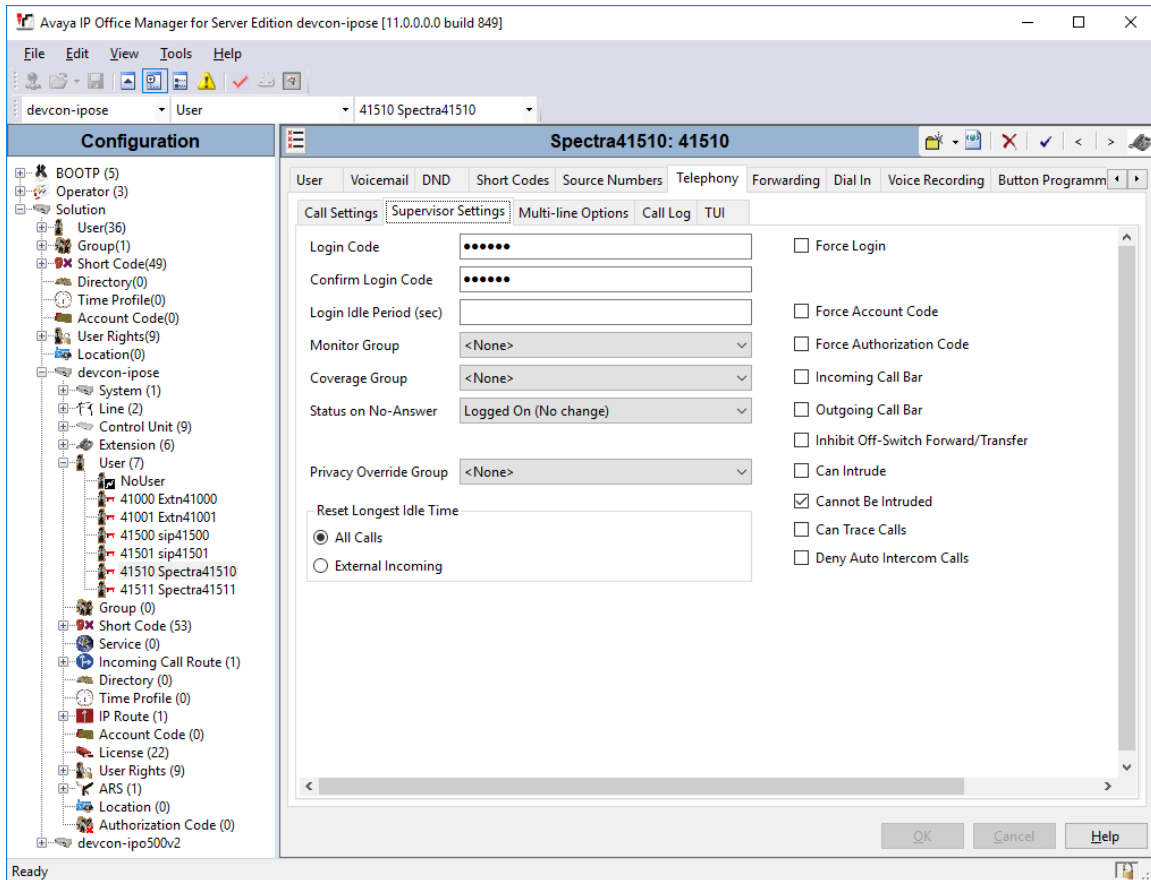 Avaya IP Office Manager for Server Edition devcon-ipose [11.0.0.0.0 build 849]
File Edit View Tools Help
devcon-ipose User 41510 Spectra41510
Configuration
BOOTP (5)
Operator (3)
Solution
User(36)
Group(1)
Short Code(49)
Directory(0)
Time Profile(0)
Account Code(0)
User Rights(9)
Location(0)
devcon-ipose
System (1)
Line (2)
Control Unit (9)
Extension (6)
User (7)
NoUser
41000 Extn41000
41001 Extn41001
41500 sip41500
41501 sip41501
41510 Spectra41510
41511 Spectra41511
Group (0)
Short Code (53)
Service (0)
Incoming Call Route (1)
Directory (0)
Time Profile (0)
IP Route (1)
Account Code (0)
License (22)
User Rights (9)
ARS (1)
Location (0)
Authorization Code (0)
devcon-ipo500v2
Spectra41510: 41510
User Voicemail DND Short Codes Source Numbers Telephony Forwarding Dial In Voice Recording Button Programm
Call Settings Supervisor Settings Multi-line Options Call Log TUI
Login Code ●●●●●● Force Login
Confirm Login Code ●●●●●●
Login Idle Period (sec) Force Account Code
Monitor Group <None> Force Authorization Code
Coverage Group <None> Incoming Call Bar
Status on No-Answer Logged On (No change) Outgoing Call Bar
Inhibit Off-Switch Forward/Transfer
Privacy Override Group <None> Can Intrude
Cannot Be Intruded
Reset Longest Idle Time
Can Trace Calls
All Calls
Deny Auto Intercom Calls
External Incoming
OK Cancel Help
Ready